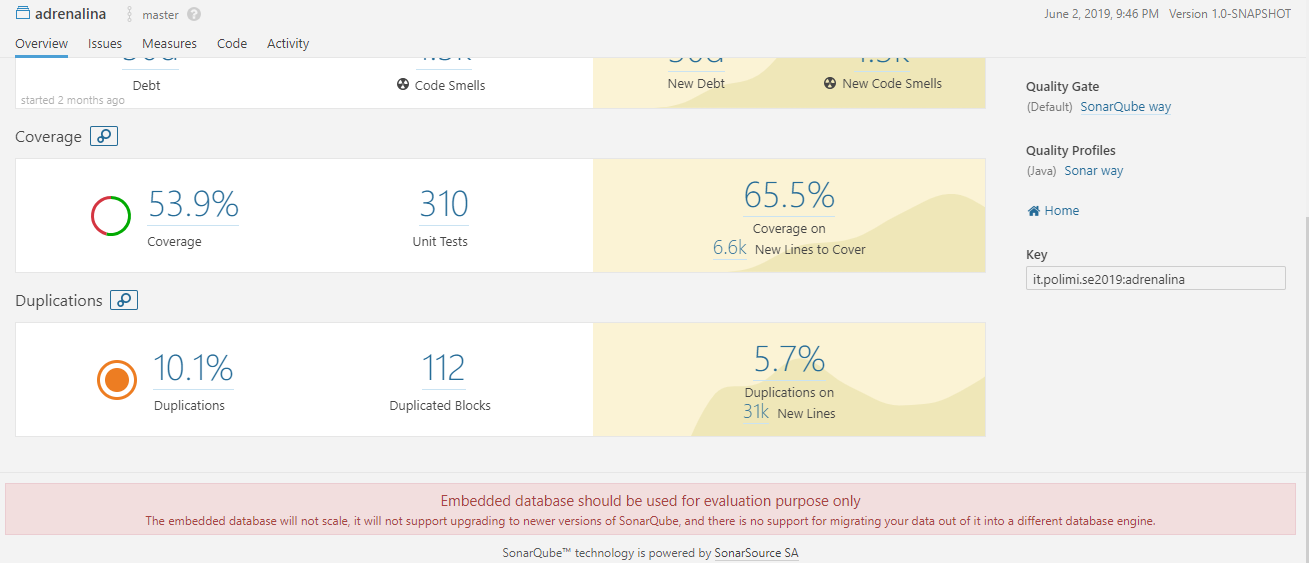 adrenalina master ? June 2, 2019, 9:46 PM Version 1.0-SNAPSHOT
Overview Issues Measures Code Activity
Debt Code Smells New Debt New Code Smells
started 2 months ago
Quality Gate
(Default) SonarQube way
Coverage
Quality Profiles
(Java) Sonar way
53.9% 310 65.5%
Coverage Unit Tests Coverage on
6.6k New Lines to Cover
Home
Key
it.polimi.se2019:adrenalina
Duplications
10.1% 112 5.7%
Duplications Duplicated Blocks Duplications on
31k New Lines
Embedded database should be used for evaluation purpose only
The embedded database will not scale, it will not support upgrading to newer versions of SonarQube, and there is no support for migrating your data out of it into a different database engine.
SonarQube™ technology is powered by SonarSource SA